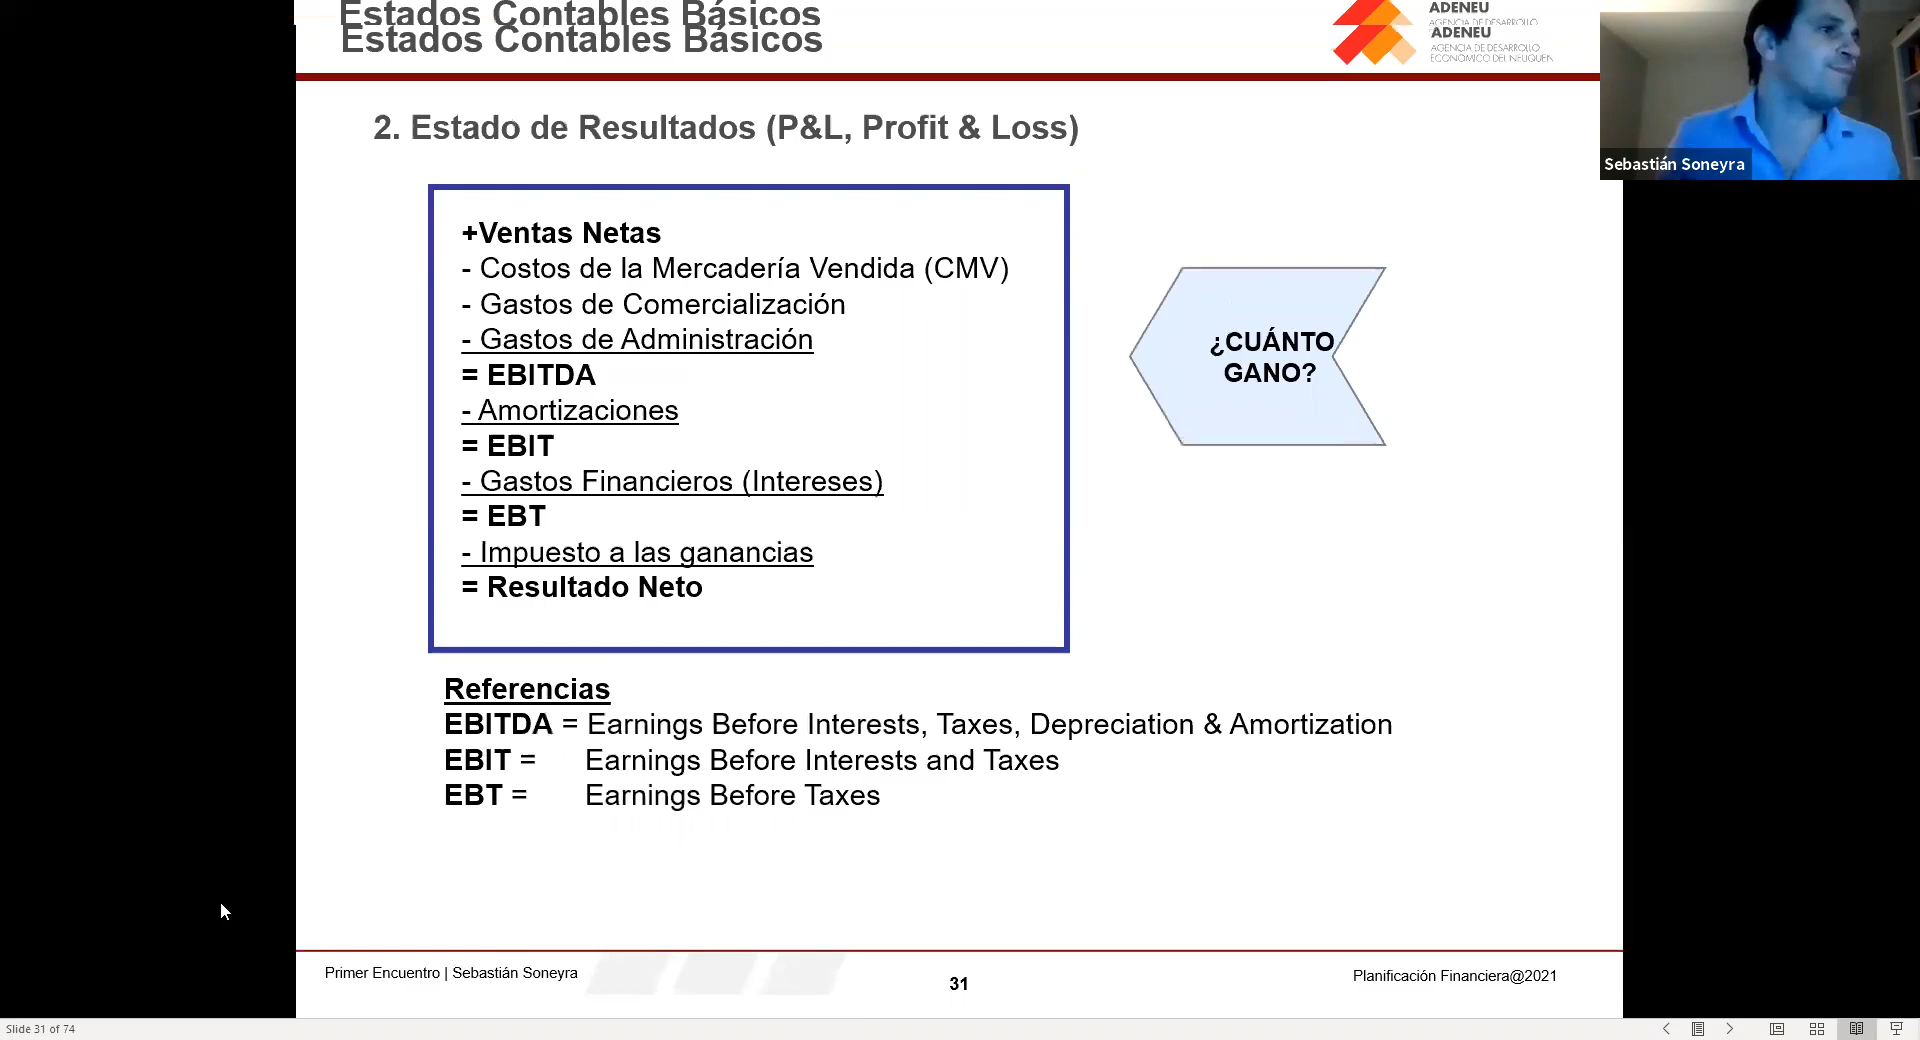 Estados Contables Básicos
Estados Contables Básicos
ADENEU
AGENCIA DE DESARROLLO
ADENEU
AGENCIA DE DESARROLLO
ECONOMICO DEL NEUQUEN
Sebastián Soneyra
2. Estado de Resultados (P&L, Profit & Loss)
+Ventas Netas
- Costos de la Mercadería Vendida (CMV)
- Gastos de Comercialización
- Gastos de Administración
= EBITDA
- Amortizaciones
= EBIT
- Gastos Financieros (Intereses)
= EBT
- Impuesto a las ganancias
= Resultado Neto
¿CUÁNTO
GANO?
Referencias
EBITDA = Earnings Before Interests, Taxes, Depreciation & Amortization
EBIT = Earnings Before Interests and Taxes
EBT = Earnings Before Taxes
Primer Encuentro | Sebastián Soneyra
31
Planificación Financiera@2021
Slide 31 of 74